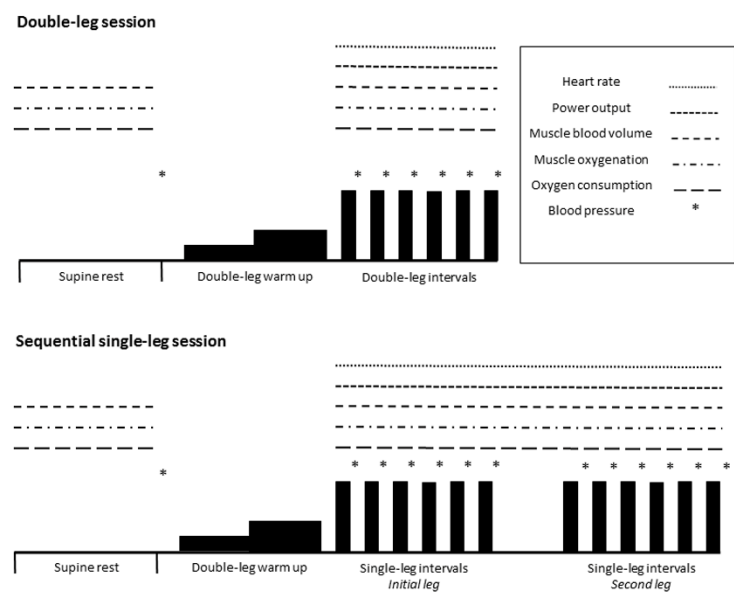 Double-leg session
Heart rate
Power output
Muscle blood volume
Muscle oxygenation
Oxygen consumption
Blood pressure *
*
* * * * * *
Supine rest Double-leg warm up Double-leg intervals
Sequential single-leg session
*
* * * * * * * * * * * *
Supine rest Double-leg warm up Single-leg intervals Single-leg intervals
Initial leg Second leg